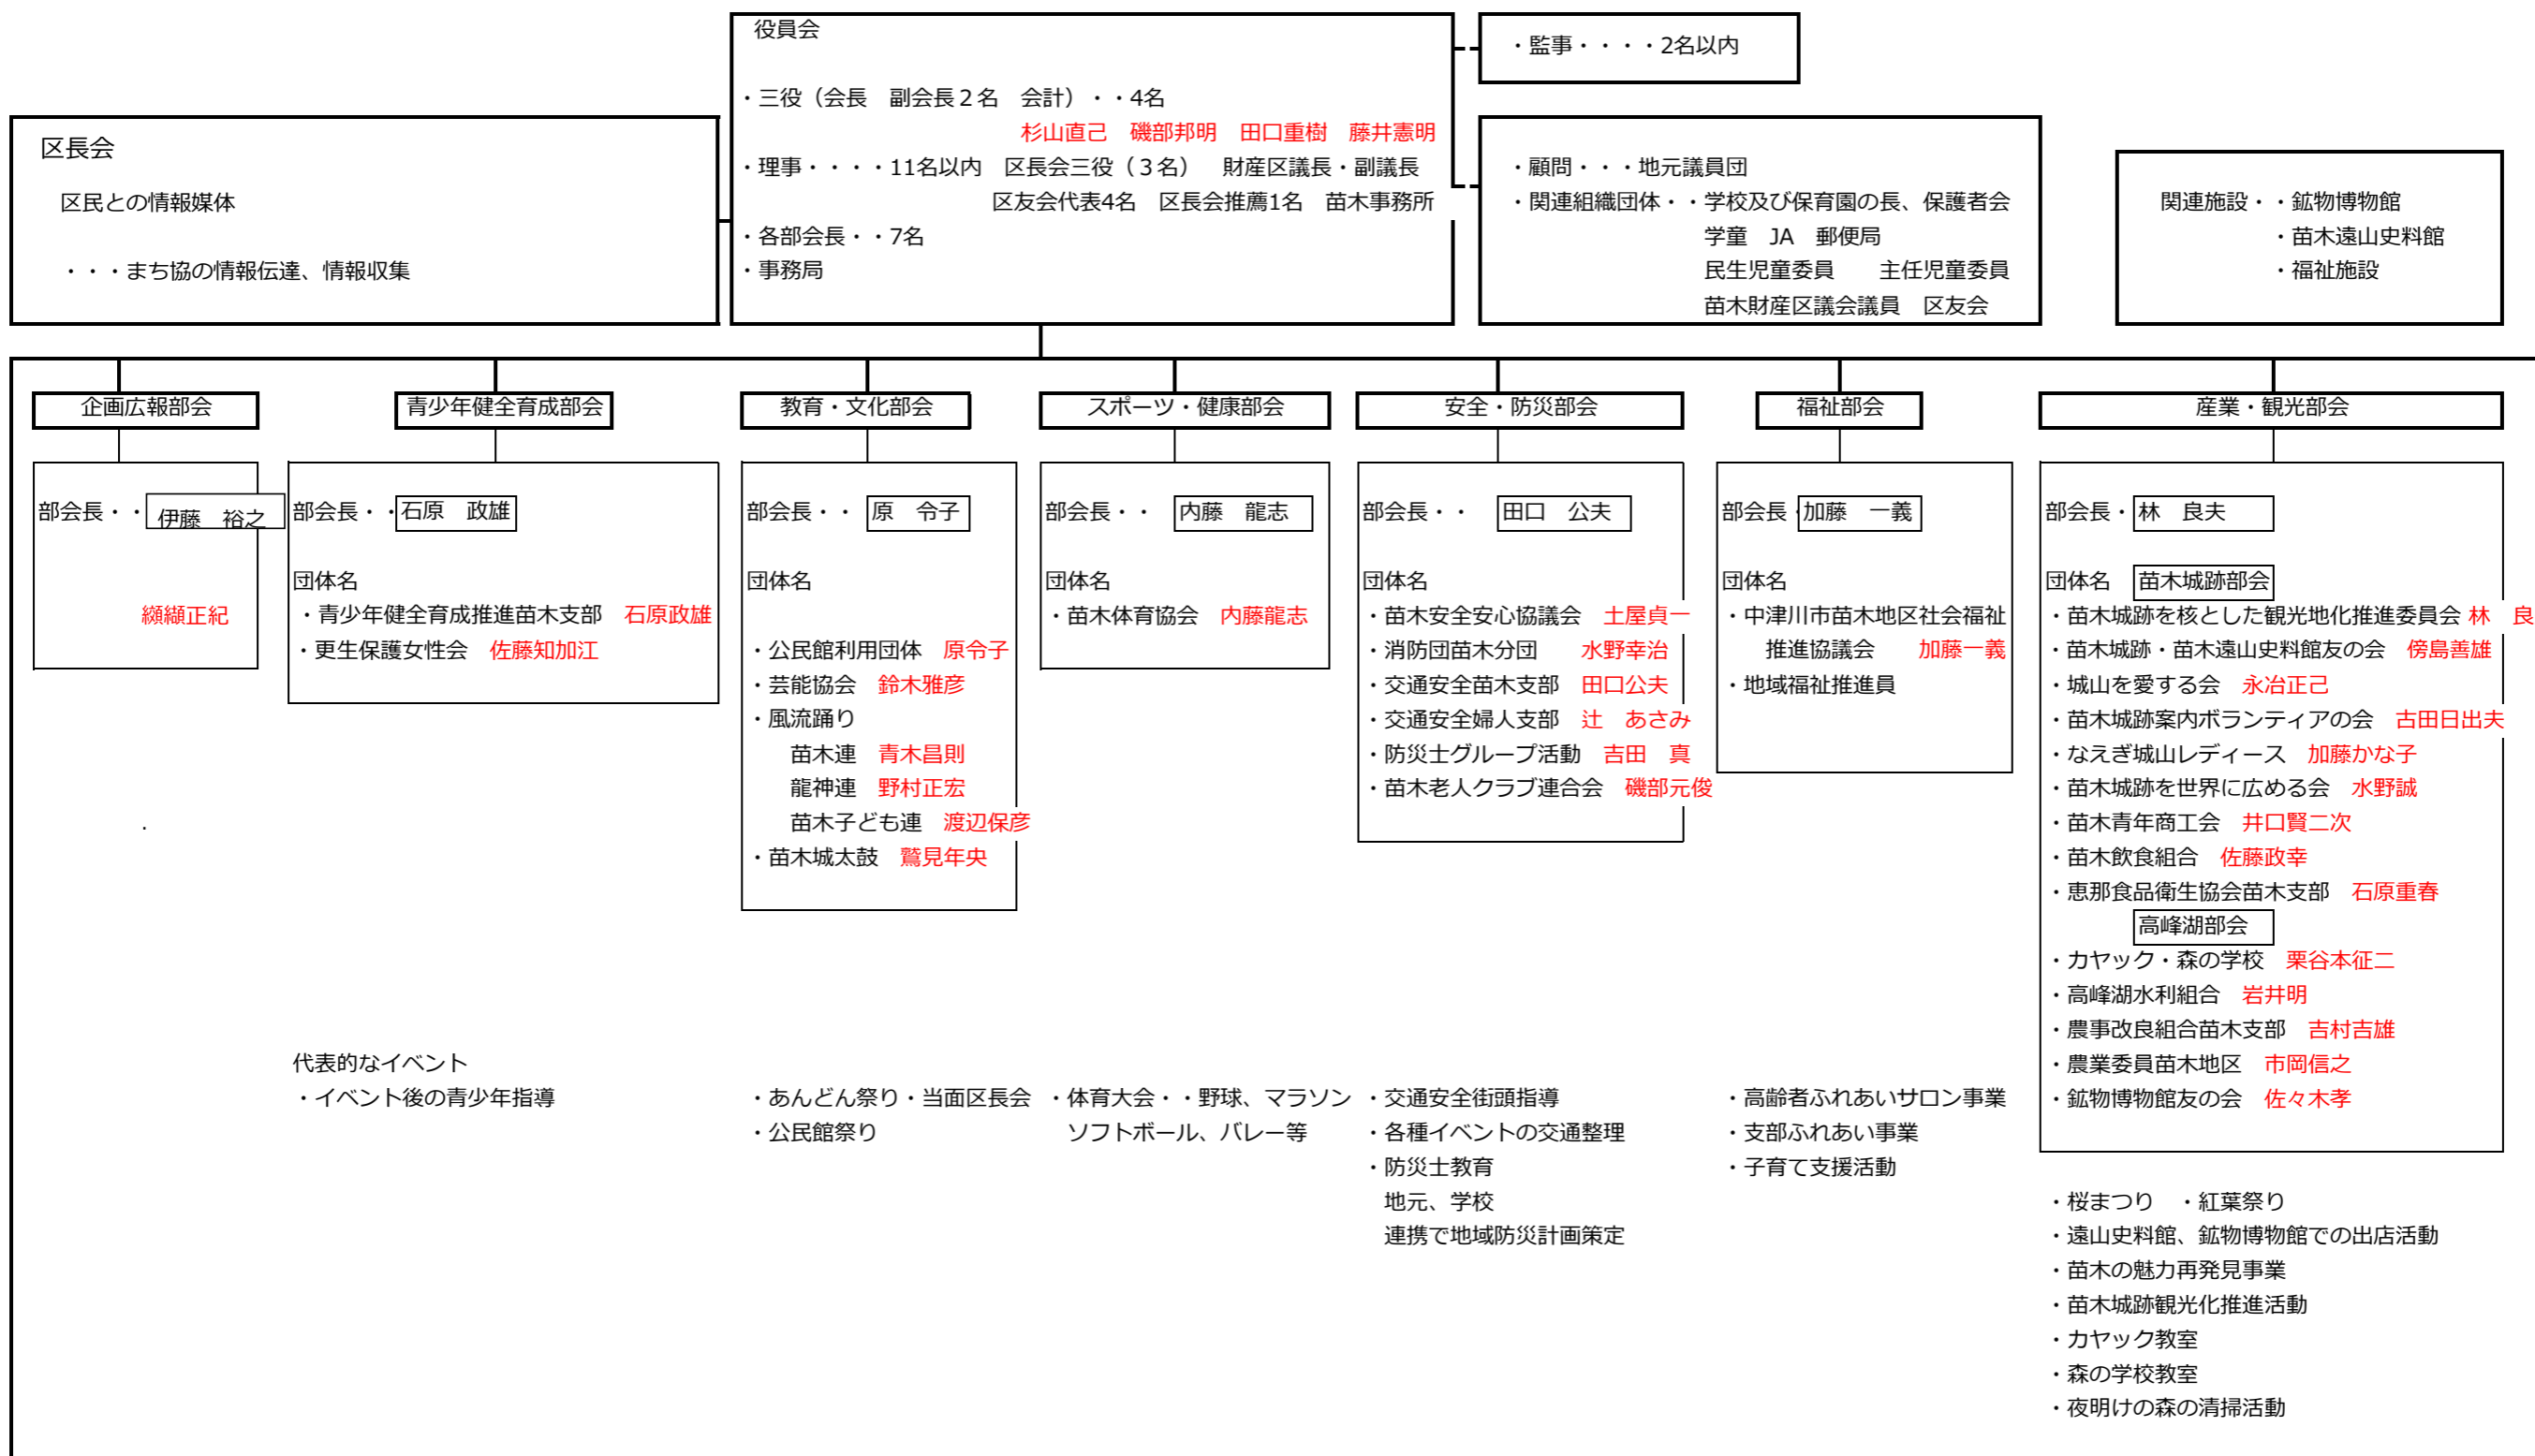 役員会
・三役（会長　副会長２名　会計）・・4名
杉山直己　磯部邦明　田口重樹　藤井憲明
・理事・・・・11名以内　区長会三役（３名）　財産区議長・副議長
区友会代表4名　区長会推薦1名　苗木事務所
・各部会長・・7名
・事務局
・監事・・・・2名以内
区長会
区民との情報媒体
・・・まち協の情報伝達、情報収集
・顧問・・・地元議員団
・関連組織団体・・学校及び保育園の長、保護者会
学童　JA　郵便局
民生児童委員　　主任児童委員
苗木財産区議会議員　区友会
関連施設・・鉱物博物館
・苗木遠山史料館
・福祉施設
企画広報部会
部会長・・　伊藤　裕之
纐纈正紀
青少年健全育成部会
部会長・・石原　政雄
団体名
・青少年健全育成推進苗木支部　石原政雄
・更生保護女性会　佐藤知加江
代表的なイベント
・イベント後の青少年指導
教育・文化部会
部会長・・　原　令子
団体名
・公民館利用団体　原令子
・芸能協会　鈴木雅彦
・風流踊り
苗木連　青木昌則
龍神連　野村正宏
苗木子ども連　渡辺保彦
・苗木城太鼓　鷲見年央
・あんどん祭り・当面区長会
・公民館祭り
スポーツ・健康部会
部会長・・　内藤　龍志
団体名
・苗木体育協会　内藤龍志
・体育大会・・野球、マラソン
ソフトボール、バレー等
安全・防災部会
部会長・・　田口　公夫
団体名
・苗木安全安心協議会　土屋貞一
・消防団苗木分団　　水野幸治
・交通安全苗木支部　田口公夫
・交通安全婦人支部　辻　あさみ
・防災士グループ活動　吉田　真
・苗木老人クラブ連合会　磯部元俊
・交通安全街頭指導
・各種イベントの交通整理
・防災士教育
地元、学校
連携で地域防災計画策定
福祉部会
部会長・加藤　一義
団体名
・中津川市苗木地区社会福祉
推進協議会　　加藤一義
・地域福祉推進員
・高齢者ふれあいサロン事業
・支部ふれあい事業
・子育て支援活動
産業・観光部会
部会長・林　良夫
団体名　苗木城跡部会
・苗木城跡を核とした観光地化推進委員会 林　良
・苗木城跡・苗木遠山史料館友の会　傍島善雄
・城山を愛する会　永冶正己
・苗木城跡案内ボランティアの会　古田日出夫
・なえぎ城山レディース　加藤かな子
・苗木城跡を世界に広める会　水野誠
・苗木青年商工会　井口賢二次
・苗木飲食組合　佐藤政幸
・恵那食品衛生協会苗木支部　石原重春
高峰湖部会
・カヤック・森の学校　栗谷本征二
・高峰湖水利組合　岩井明
・農事改良組合苗木支部　吉村吉雄
・農業委員苗木地区　市岡信之
・鉱物博物館友の会　佐々木孝
・桜まつり　・紅葉祭り
・遠山史料館、鉱物博物館での出店活動
・苗木の魅力再発見事業
・苗木城跡観光化推進活動
・カヤック教室
・森の学校教室
・夜明けの森の清掃活動